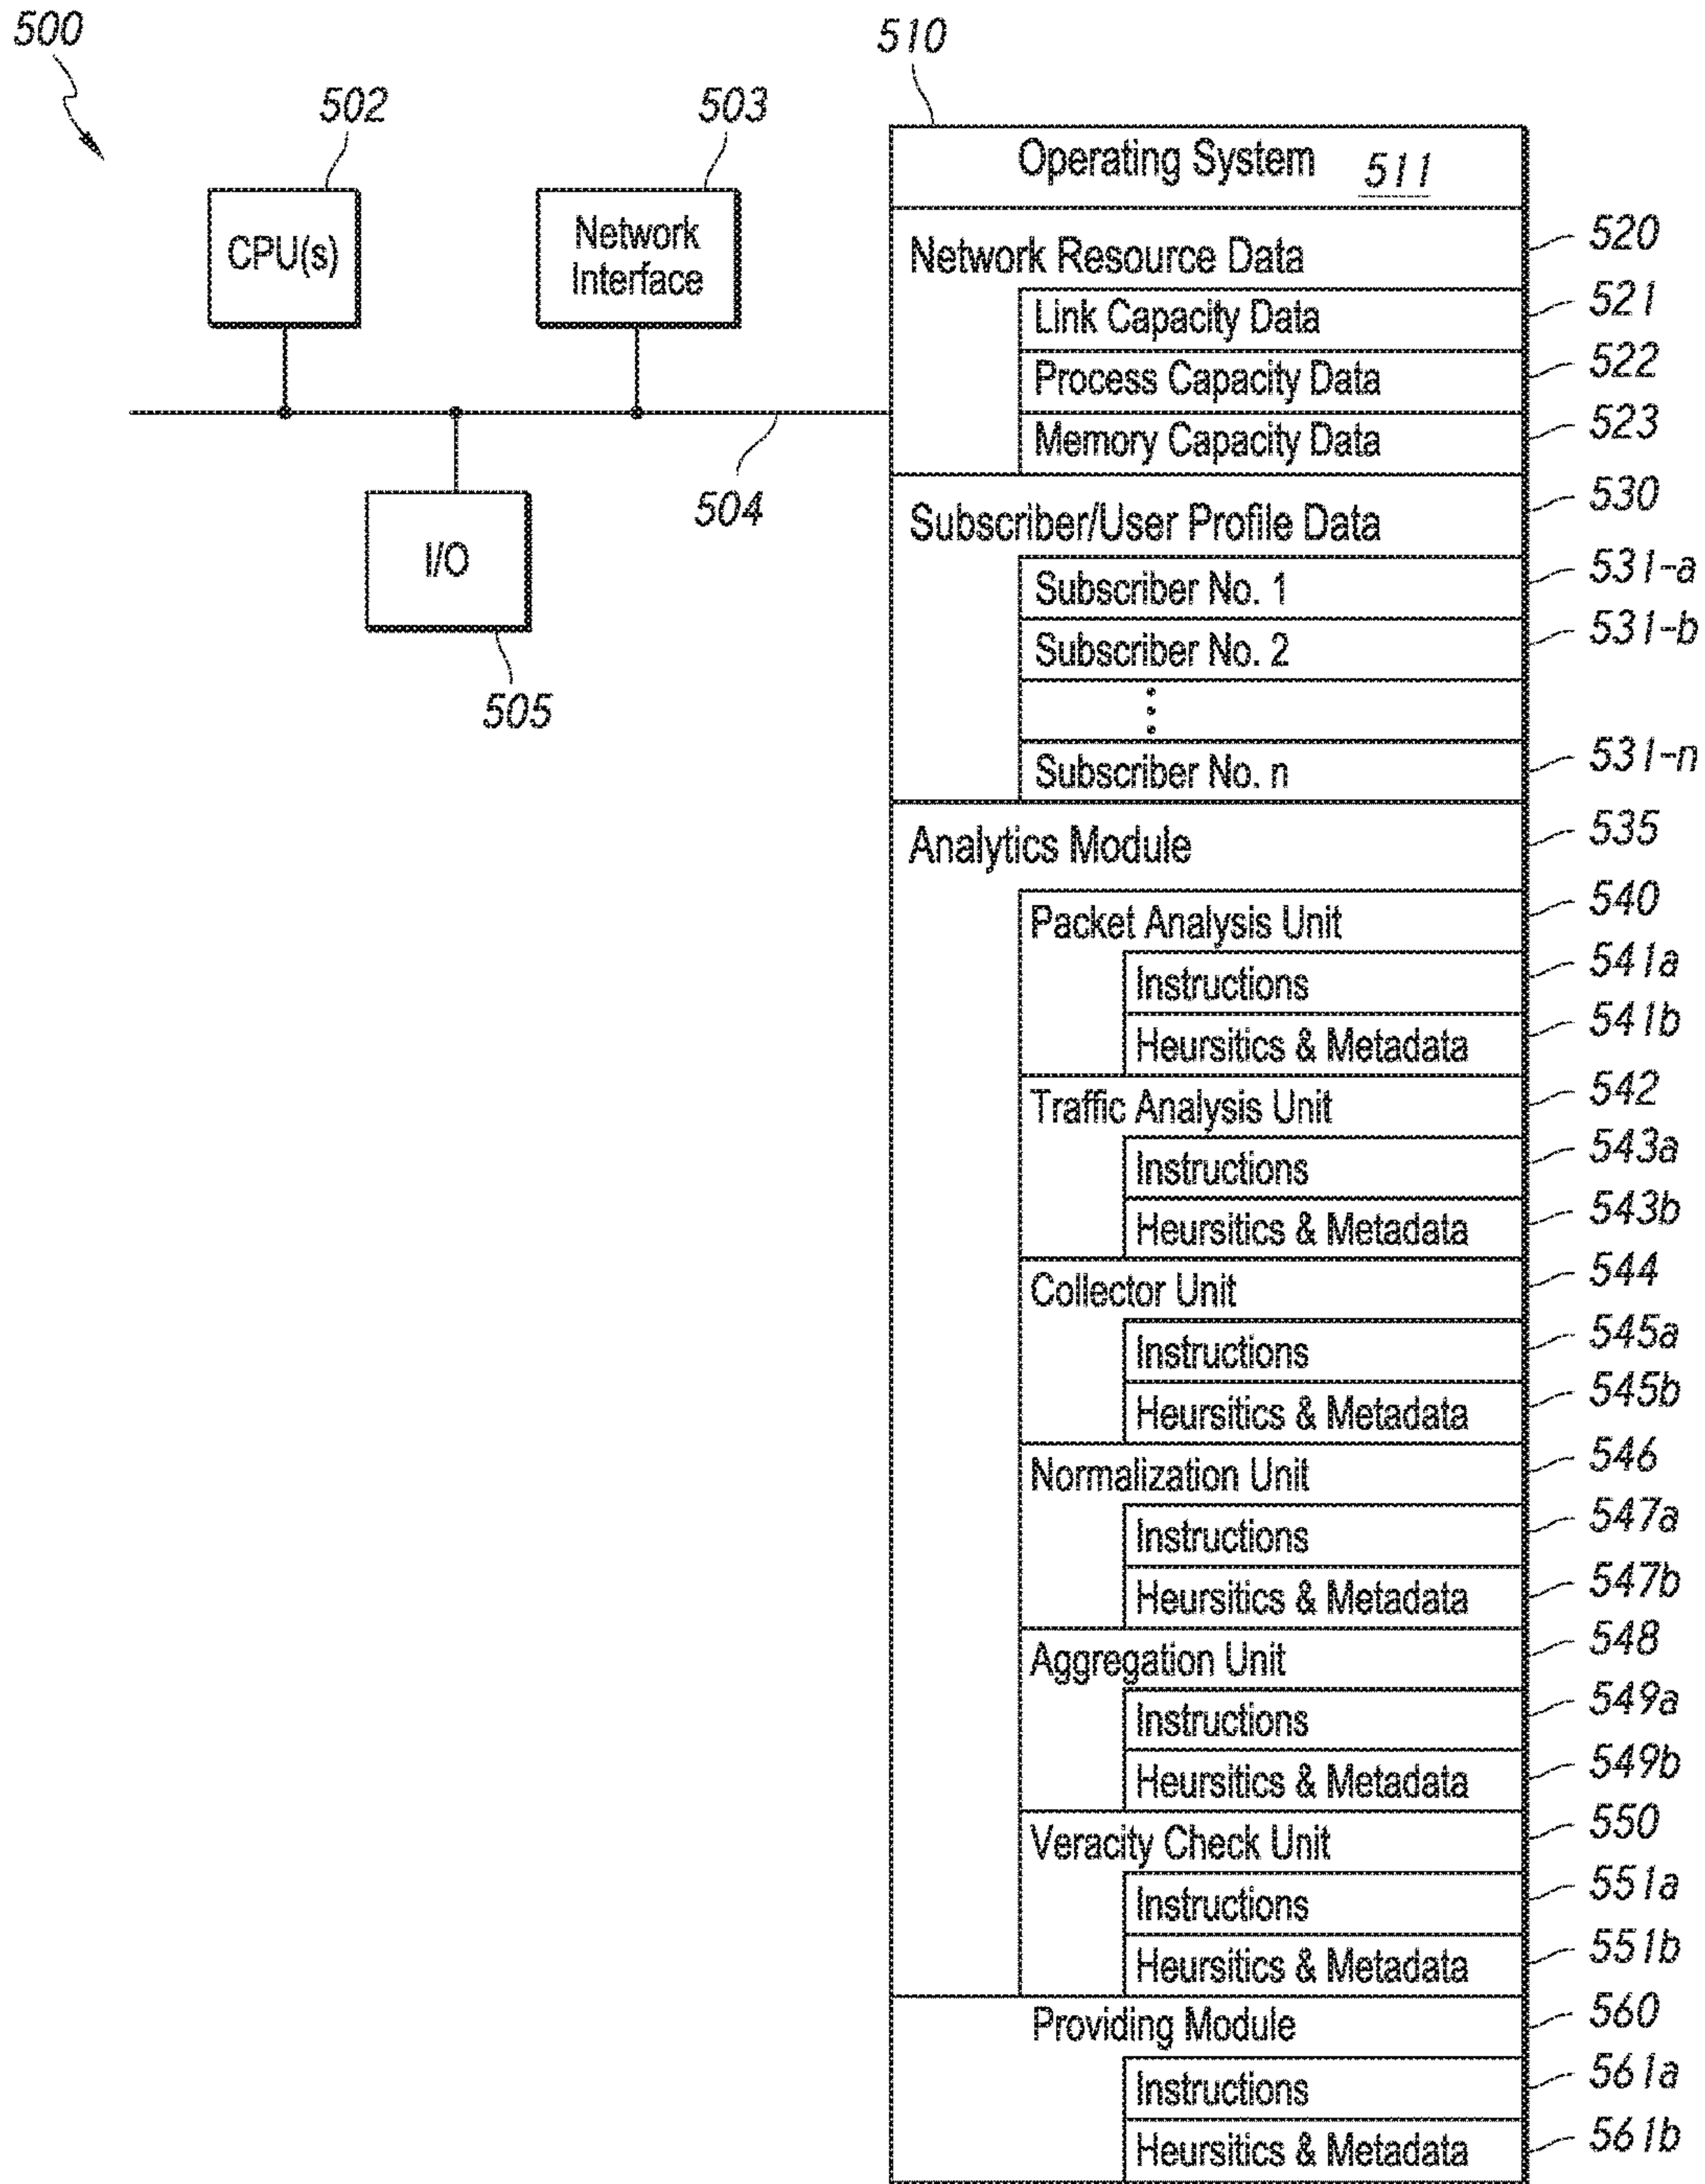 500
510
502
503
CPU(s)
Network
Interface
504
I/O
505
Operating System 511
Network Resource Data 520
Link Capacity Data 521
Process Capacity Data 522
Memory Capacity Data 523
Subscriber/User Profile Data 530
Subscriber No. 1 531-a
Subscriber No. 2 531-b
Subscriber No. n 531-n
Analytics Module 535
Packet Analysis Unit 540
Instructions 541a
Heursitics & Metadata 541b
Traffic Analysis Unit 542
Instructions 543a
Heursitics & Metadata 543b
Collector Unit 544
Instructions 545a
Heursitics & Metadata 545b
Normalization Unit 546
Instructions 547a
Heursitics & Metadata 547b
Aggregation Unit 548
Instructions 549a
Heursitics & Metadata 549b
Veracity Check Unit 550
Instructions 551a
Heursitics & Metadata 551b
Providing Module 560
Instructions 561a
Heursitics & Metadata 561b